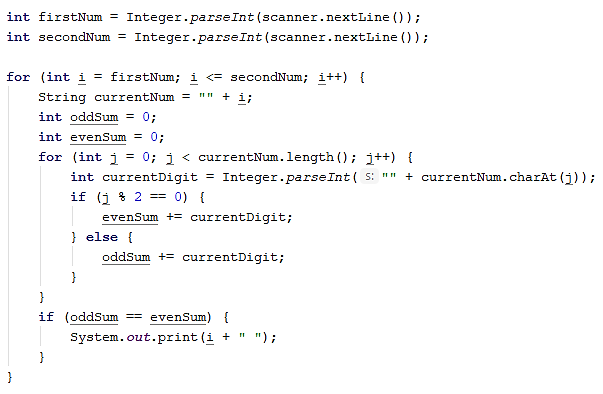 int firstNum = Integer.parseInt(scanner.nextLine());
int secondNum = Integer.parseInt(scanner.nextLine());

for (int i = firstNum; i <= secondNum; i++) {
    String currentNum = "" + i;
    int oddSum = 0;
    int evenSum = 0;
    for (int j = 0; j < currentNum.length(); j++) {
        int currentDigit = Integer.parseInt( s: "" + currentNum.charAt(j));
        if (j % 2 == 0) {
            evenSum += currentDigit;
        } else {
            oddSum += currentDigit;
        }
    }
    if (oddSum == evenSum) {
        System.out.print(i + " ");
    }
}